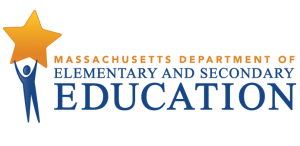 MASSACHUSETTS DEPARTMENT OF
ELEMENTARY AND SECONDARY
EDUCATION